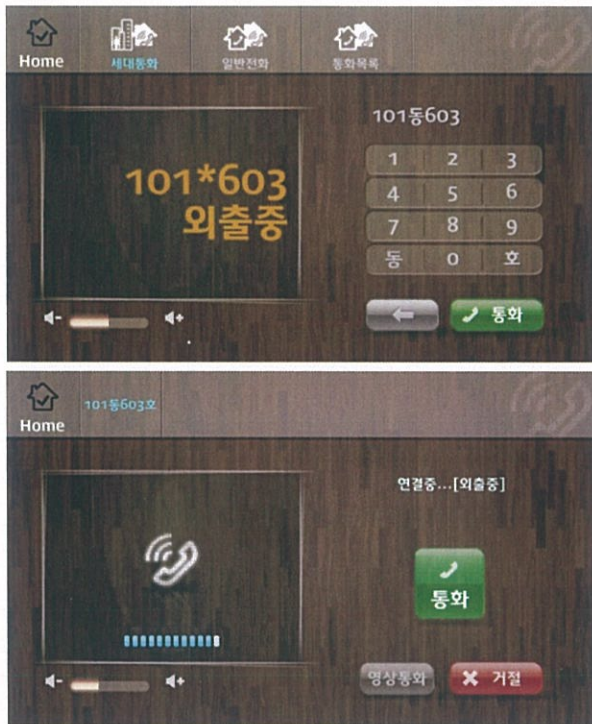 Home
세대통화
일반전화
통화목록
101*603
외출중
101동603
1 2 3
4 5 6
7 8 9
동 0 호
통화
Home
101동603호
연결중...[외출중]
통화
영상통화
거절